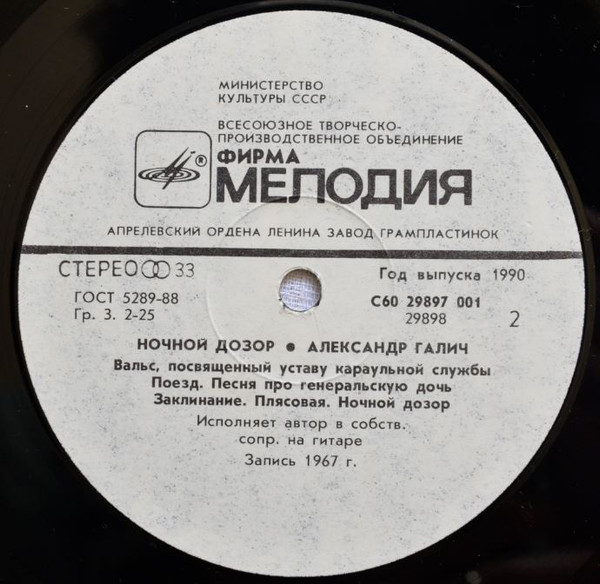 МИНИСТЕРСТВО
КУЛЬТУРЫ СССР
ВСЕСОЮЗНОЕ ТВОРЧЕСКО-
ПРОИЗВОДСТВЕННОЕ ОБЪЕДИНЕНИЕ
®
ФИРМА
МЕЛОДИЯ
АПРЕЛЕВСКИЙ ОРДЕНА ЛЕНИНА ЗАВОД ГРАМПЛАСТИНОК
СТЕРЕО 33
Год выпуска 1990
ГОСТ 5289-88
С60 29897 001
Гр. 3. 2-25
29898
2
НОЧНОЙ ДОЗОР ● АЛЕКСАНДР ГАЛИЧ
Вальс, посвященный уставу караульной службы
Поезд. Песня про генеральскую дочь
Заклинание. Плясовая. Ночной дозор
Исполняет автор в собств.
сопр. на гитаре
Запись 1967 г.